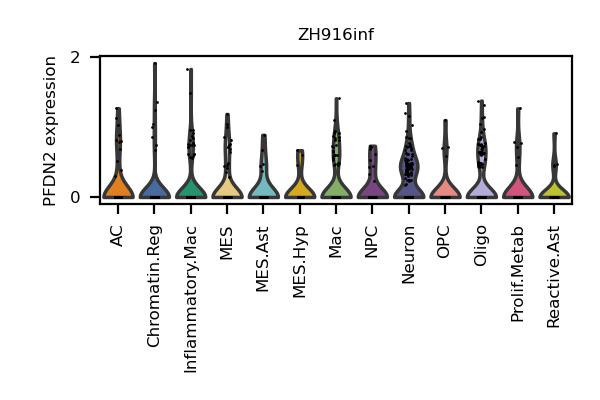 ZH916inf
PFDN2 expression
2
0
AC
Chromatin.Reg
Inflammatory.Mac
MES
MES.Ast
MES.Hyp
Mac
NPC
Neuron
OPC
Oligo
Prolif.Metab
Reactive.Ast